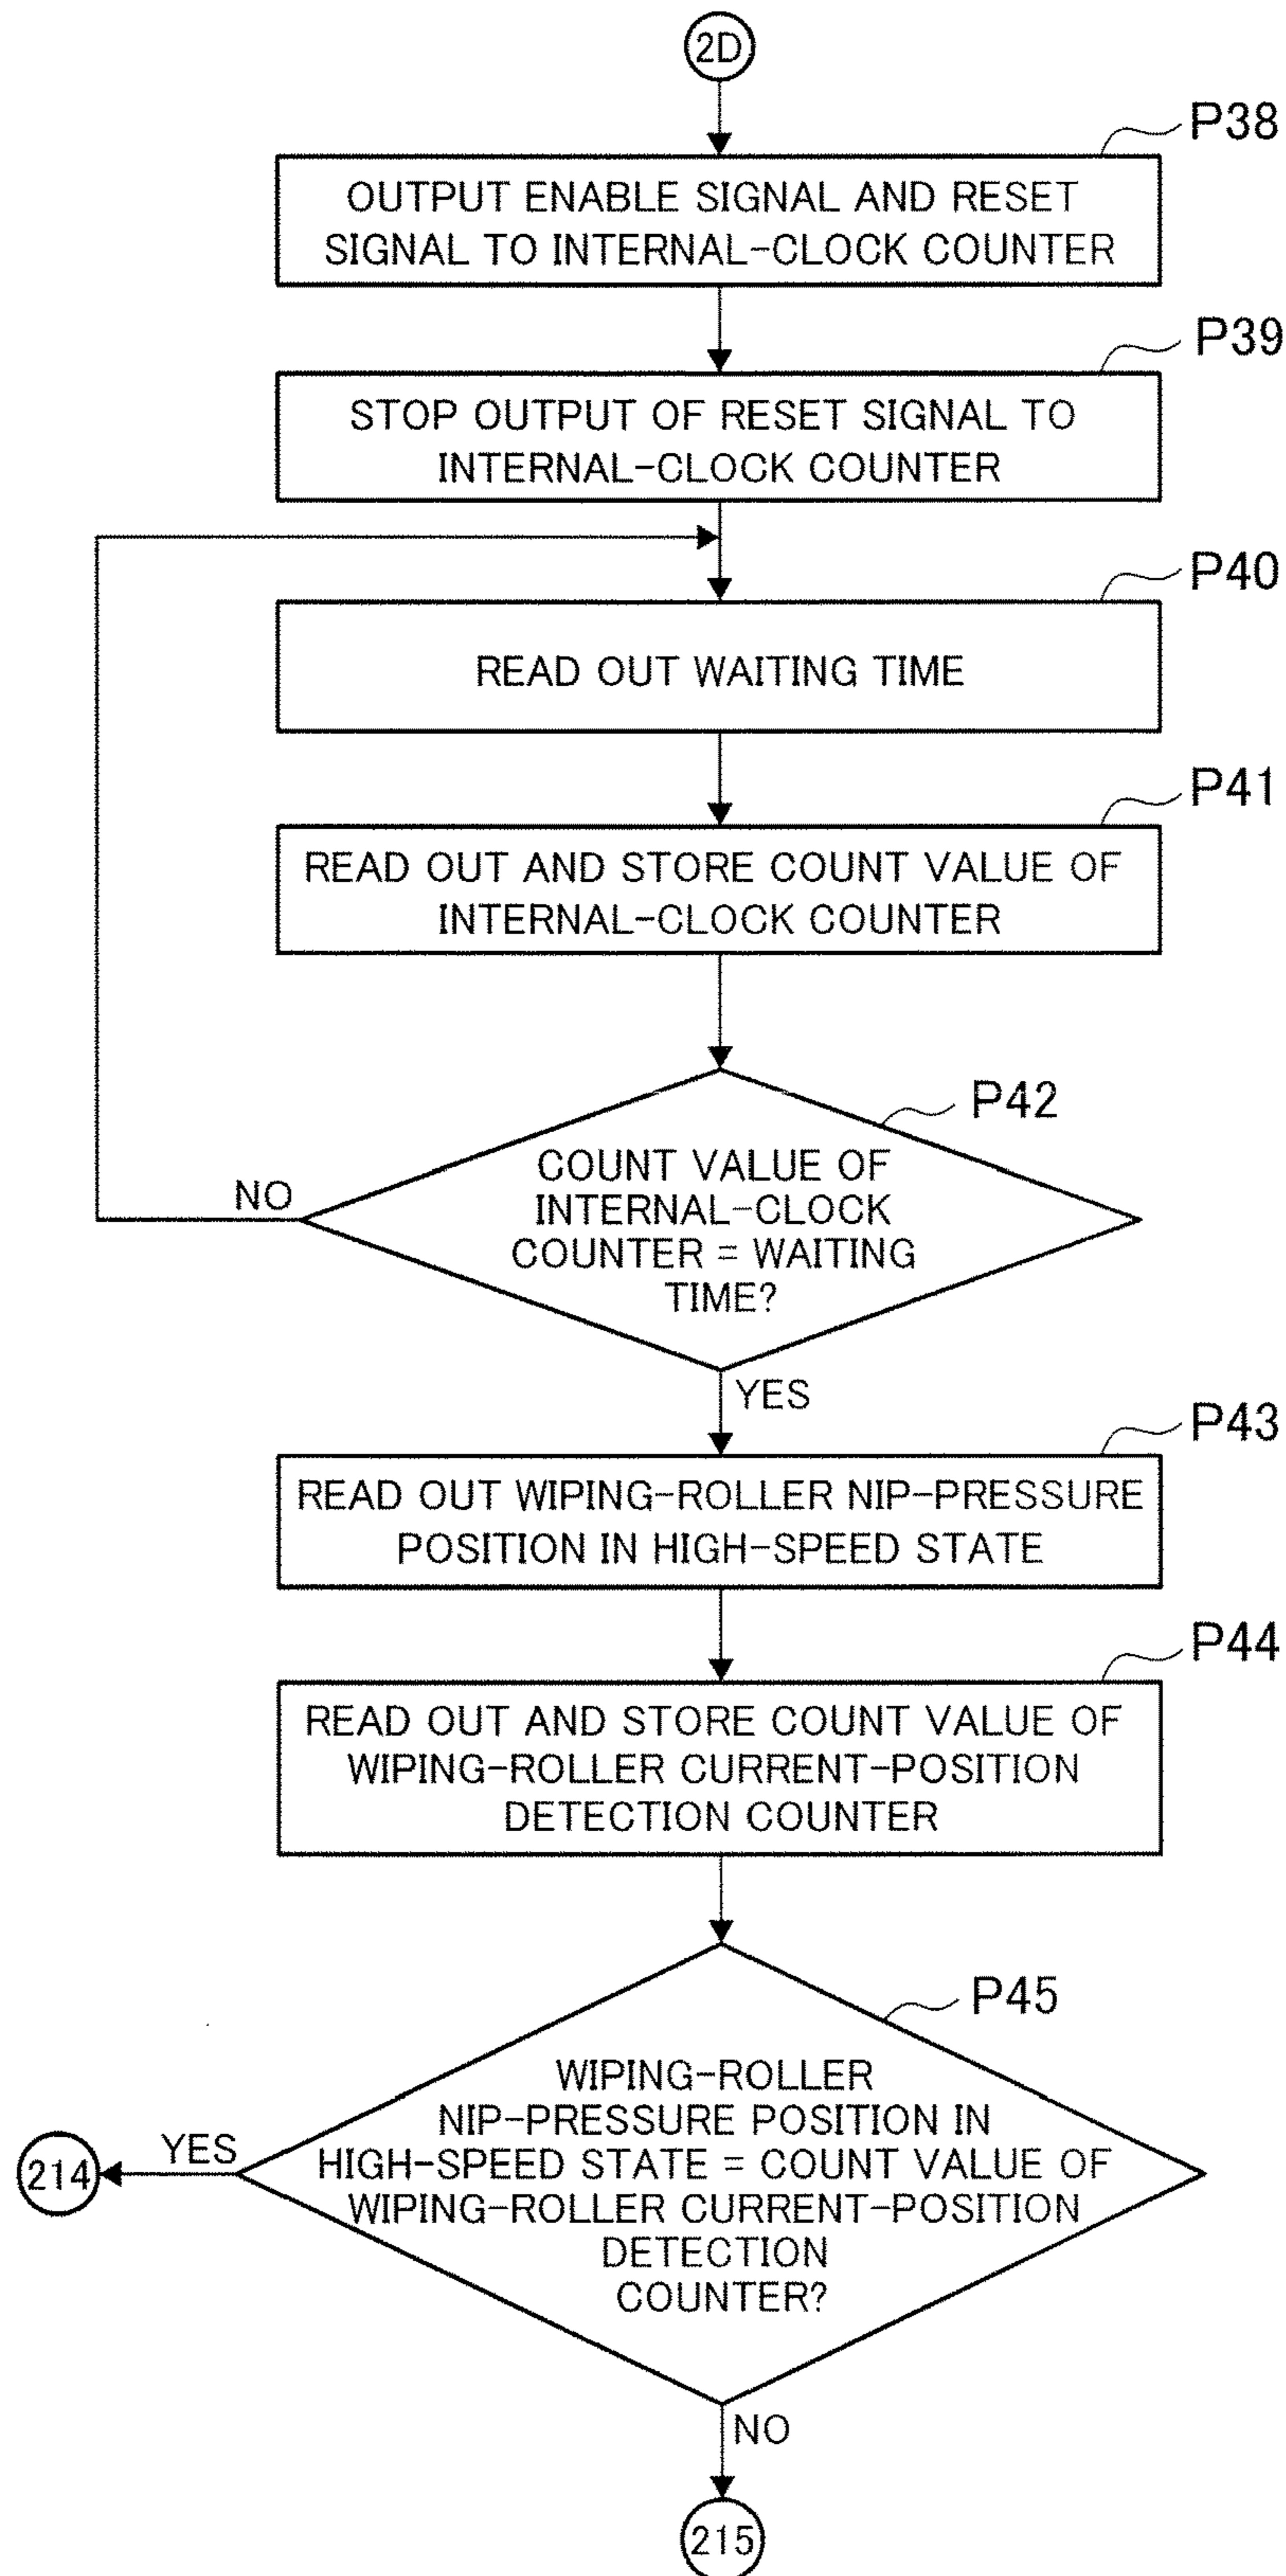 2D
P38
OUTPUT ENABLE SIGNAL AND RESET
SIGNAL TO INTERNAL-CLOCK COUNTER
P39
STOP OUTPUT OF RESET SIGNAL TO
INTERNAL-CLOCK COUNTER
P40
READ OUT WAITING TIME
P41
READ OUT AND STORE COUNT VALUE OF
INTERNAL-CLOCK COUNTER
P42
COUNT VALUE OF
INTERNAL-CLOCK
COUNTER = WAITING
TIME?
NO
YES
P43
READ OUT WIPING-ROLLER NIP-PRESSURE
POSITION IN HIGH-SPEED STATE
P44
READ OUT AND STORE COUNT VALUE OF
WIPING-ROLLER CURRENT-POSITION
DETECTION COUNTER
P45
WIPING-ROLLER
NIP-PRESSURE POSITION IN
HIGH-SPEED STATE = COUNT VALUE OF
WIPING-ROLLER CURRENT-POSITION
DETECTION
COUNTER?
YES
214
NO
215